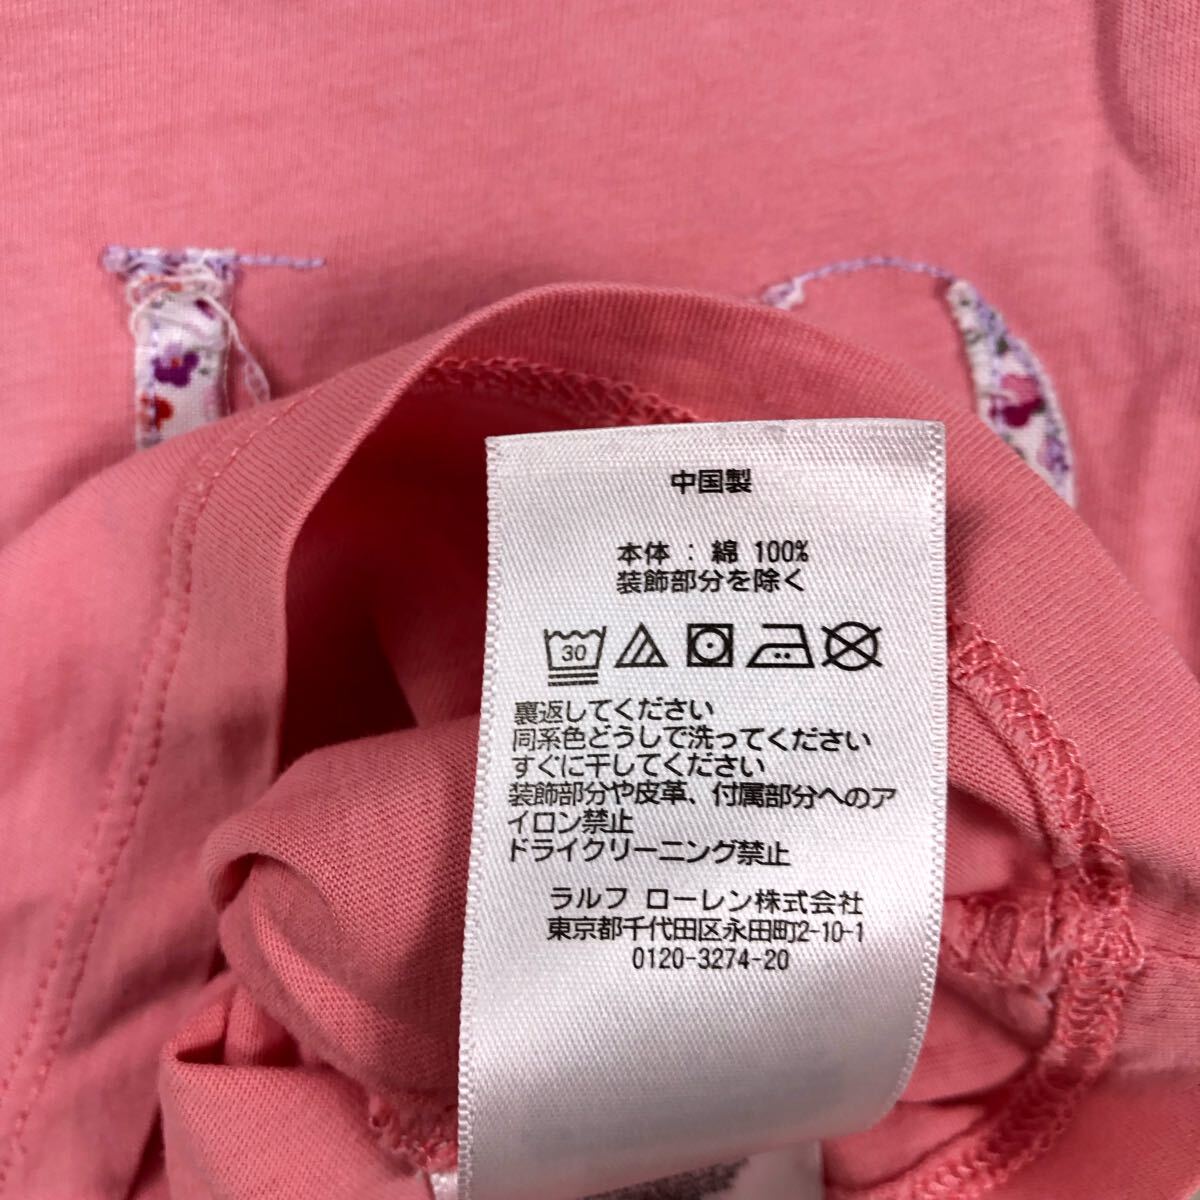 中国製
本体 : 綿 100%
装飾部分を除く
30
裏返してください
同系色どうしで洗ってください
すぐに干してください
装飾部分や皮革、付属部分へのア
イロン禁止
ドライクリーニング禁止
ラルフ ローレン株式会社
東京都千代田区永田町2-10-1
0120-3274-20